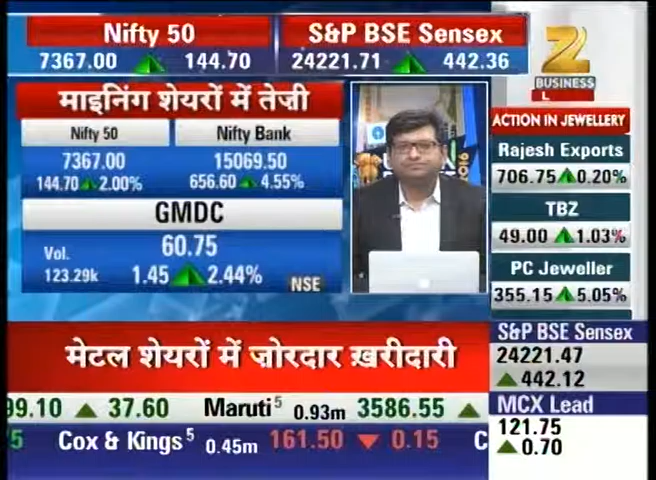 Nifty 50
7367.00 144.70
S&P BSE Sensex
24221.71 442.36
Z
BUSINESS
L
माइनिंग शेयरों में तेजी
Nifty 50 Nifty Bank
7367.00 15069.50
144.70 2.00% 656.60 4.55%
GMDC
Vol. 60.75
123.29k 1.45 2.44% NSE
2016
ACTION IN JEWELLERY
Rajesh Exports
706.75 0.20%
TBZ
49.00 1.03%
PC Jeweller
355.15 5.05%
मेटल शेयरों में ज़ोरदार ख़रीदारी
S&P BSE Sensex
24221.47
442.12
MCX Lead
121.75
0.70
99.10 37.60 Maruti 5 0.93m 3586.55
5 Cox & Kings 5 0.45m 161.50 0.15 C